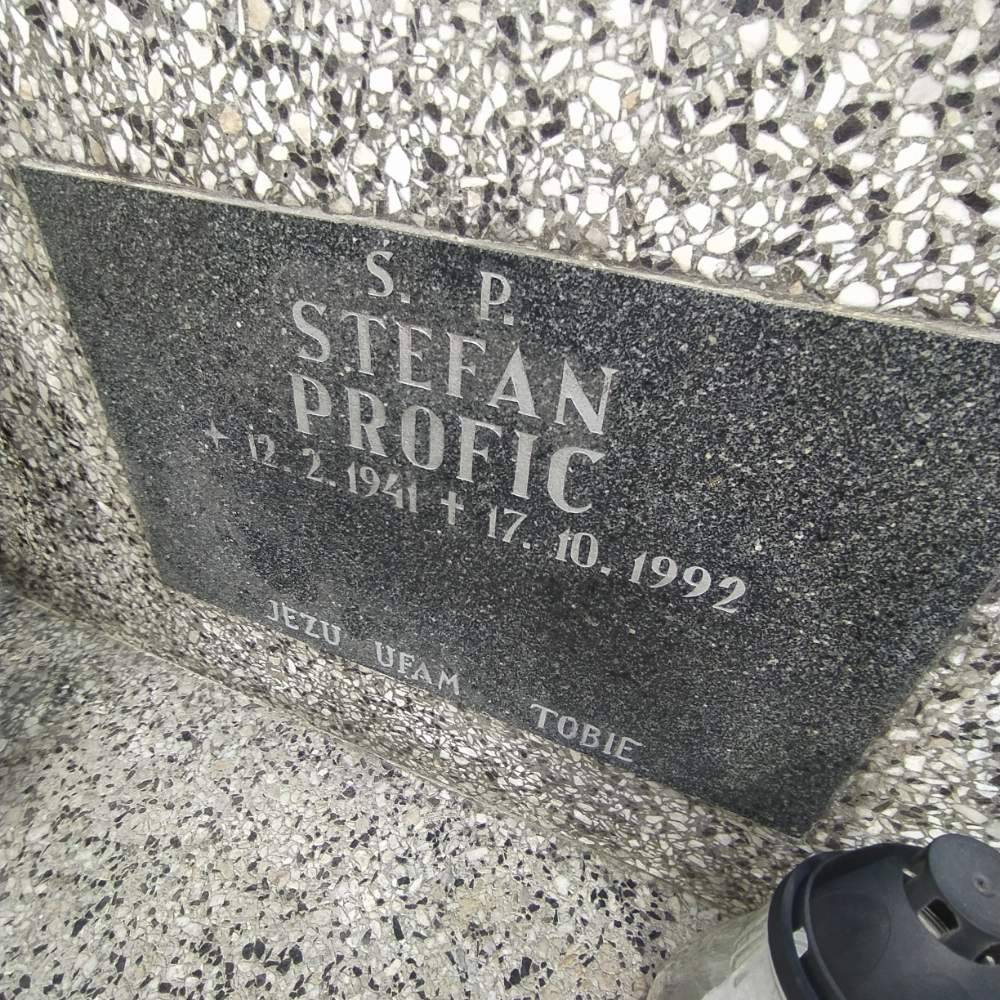 S. P.
STEFAN
PROFIC
12. 2. 1941 ✝ 17. 10. 1992
JEZU UFAM TOBIE